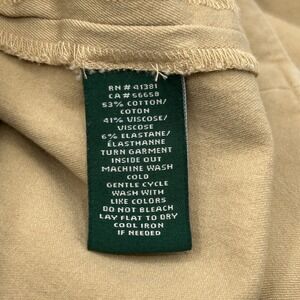 RN # 41381
CA # 56658
53% COTTON/
COTON
41% VISCOSE/
VISCOSE
6% ELASTANE/
ÉLASTHANNE
TURN GARMENT
INSIDE OUT
MACHINE WASH
COLD
GENTLE CYCLE
WASH WITH
LIKE COLORS
DO NOT BLEACH
LAY FLAT TO DRY
COOL IRON
IF NEEDED